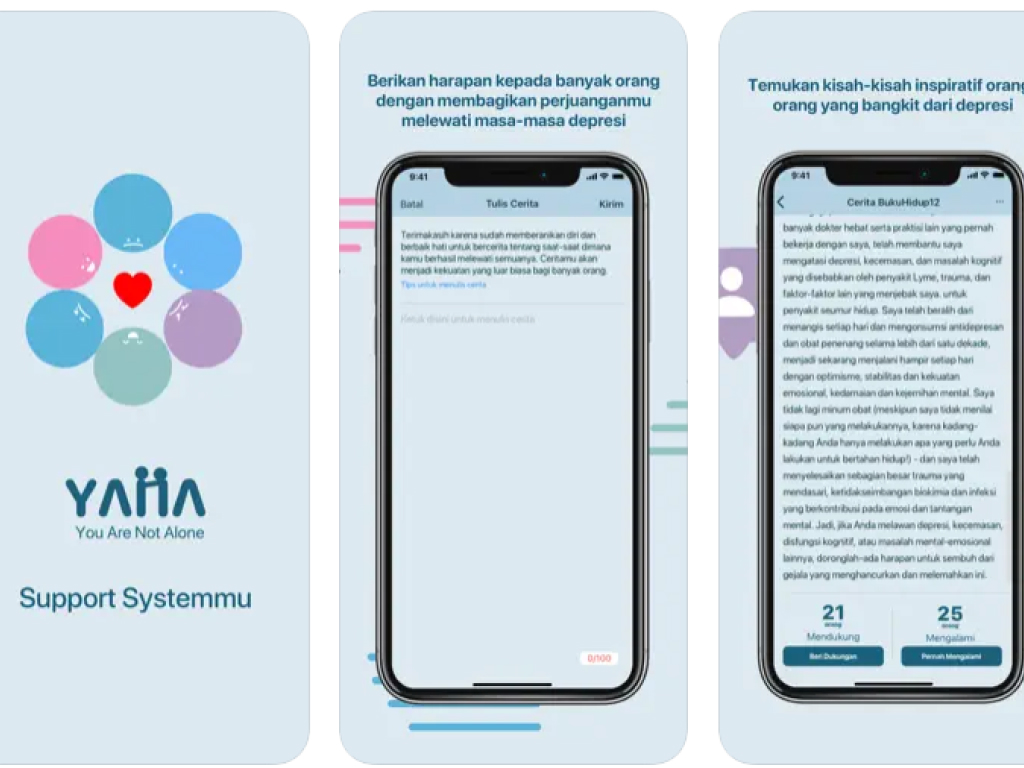 YANA
You Are Not Alone
Support Systemmu
Berikan harapan kepada banyak orang
dengan membagikan perjuanganmu
melewati masa-masa depresi
9:41
Batal Tulis Cerita Kirim
Terimakasih karena sudah memberanikan diri dan
berbaik hati untuk bercerita tentang saat-saat dimana
kamu berhasil melewati semuanya. Ceritamu akan
menjadi kekuatan yang luar biasa bagi banyak orang.
Tips untuk menulis cerita
Ketuk disini untuk menulis cerita
0/100
Temukan kisah-kisah inspiratif orang
orang yang bangkit dari depresi
9:41
Cerita BukuHidup12
banyak dokter hebat serta praktisi lain yang pernah
bekerja dengan saya, telah membantu saya
mengatasi depresi, kecemasan, dan masalah kognitif
yang disebabkan oleh penyakit Lyme, trauma, dan
faktor-faktor lain yang menjebak saya. untuk
penyakit seumur hidup. Saya telah beralih dari
menangis setiap hari dan mengonsumsi antidepresan
dan obat penenang selama lebih dari satu dekade,
menjadi sekarang menjalani hampir setiap hari
dengan optimisme, stabilitas dan kekuatan
emosional, kedamaian dan kejernihan mental. Saya
tidak lagi minum obat (meskipun saya tidak menilai
siapa pun yang melakukannya, karena kadang-
kadang Anda hanya melakukan apa yang perlu Anda
lakukan untuk bertahan hidup!) - dan saya telah
menyelesaikan sebagian besar trauma yang
mendasari, ketidakseimbangan biokimia dan infeksi
yang berkontribusi pada emosi dan tantangan
mental. Jadi, jika Anda melawan depresi, kecemasan,
disfungsi kognitif, atau masalah mental-emosional
lainnya, doronglah-ada harapan untuk sembuh dari
gejala yang menghancurkan dan melemahkan ini.
21 25
orang orang
Mendukung Mengalami
Beri Dukungan Pernah Mengalami